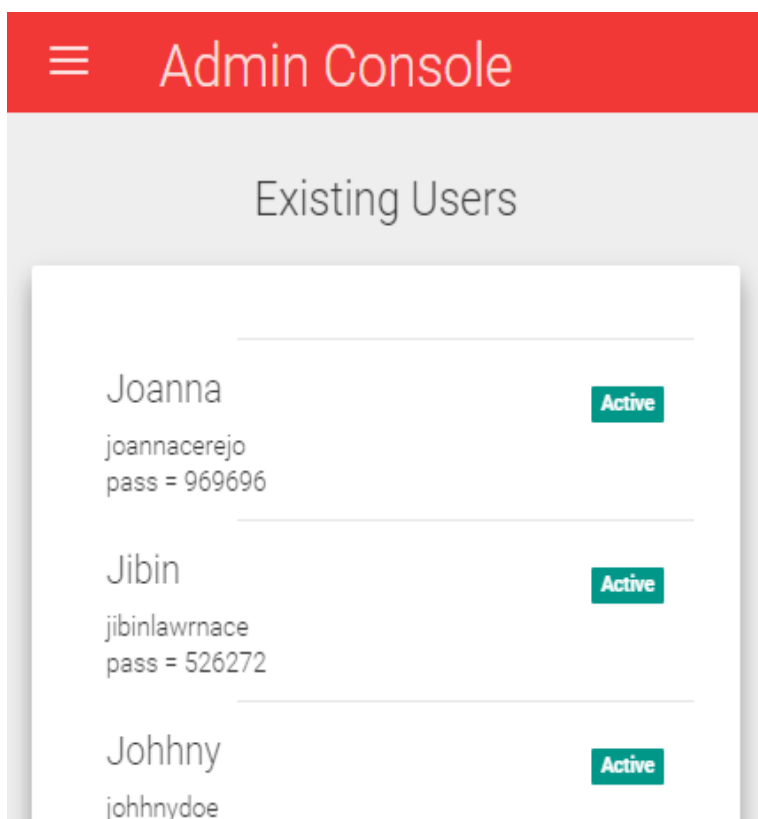 Admin Console
Existing Users
Joanna
Active
joannacerejo
pass = 969696
Jibin
Active
jibinlawrnace
pass = 526272
Johhny
Active
johhnydoe